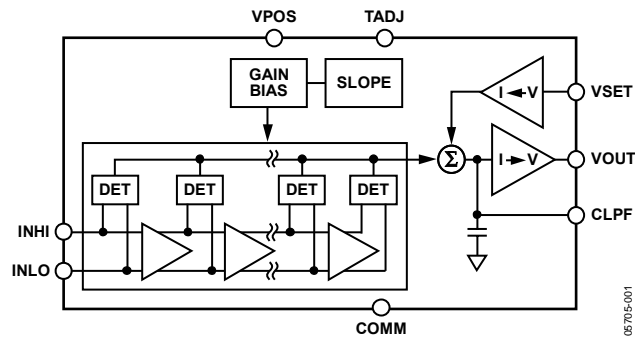 VPOS TADJ
GAIN
BIAS
SLOPE
I V
VSET
Σ
I V
VOUT
DET DET DET DET
CLPF
INHI
INLO
COMM
05705-001